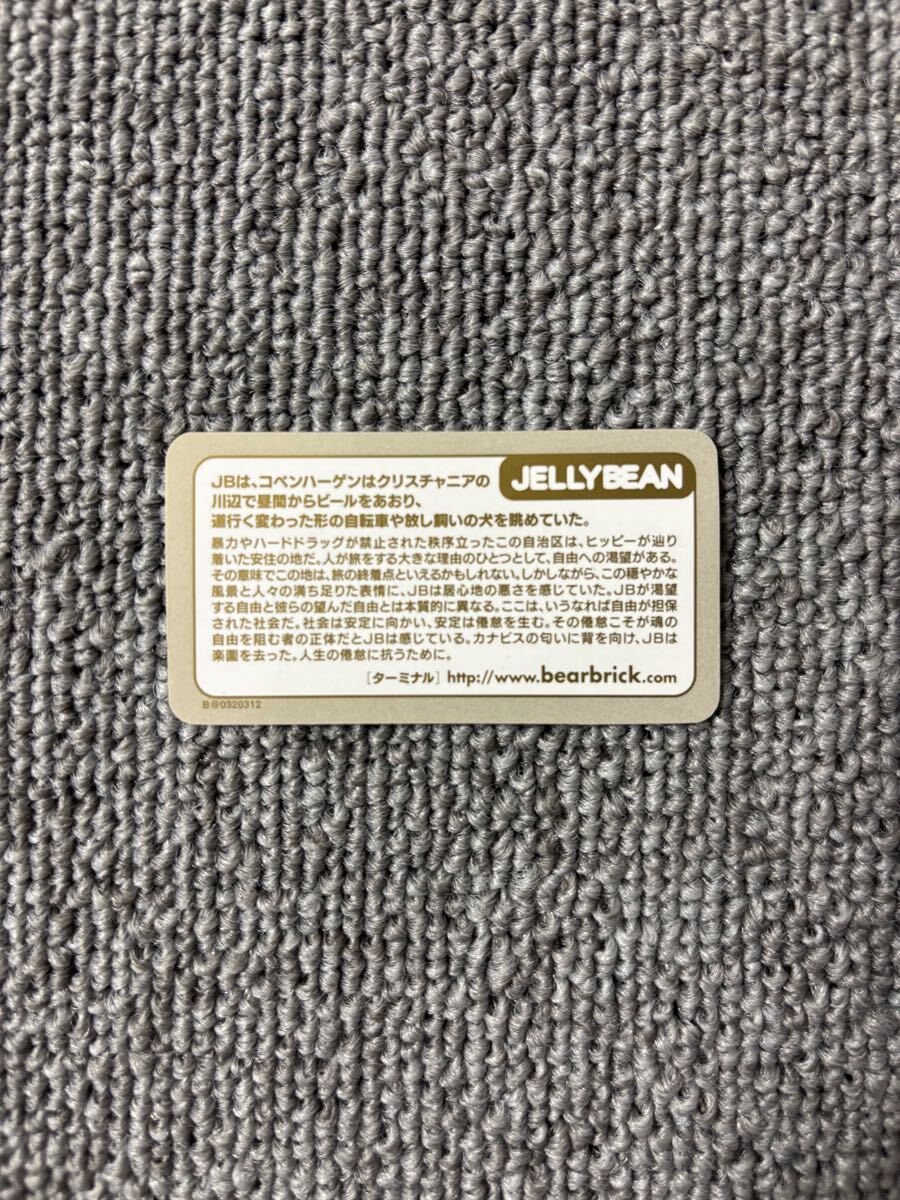 JELLYBEAN
JBは、コペンハーゲンはクリスチャニアの
川辺で昼間からビールをあおり、
道行く変わった形の自転車や放し飼いの犬を眺めていた。
暴力やハードドラッグが禁止された秩序立ったこの自治区は、ヒッピーが辿り
着いた安住の地だ。人が旅をする大きな理由のひとつとして、自由への渇望がある。
その意味でこの地は、旅の終着点といえるかもしれない。しかしながら、この穏やかな
風景と人々の満ち足りた表情に、JBは居心地の悪さを感じていた。JBが渇望
する自由と彼らの望んだ自由とは本質的に異なる。ここは、いうなれば自由が担保
された社会だ。社会は安定に向かい、安定は倦怠を生む。その倦怠こそが魂の
自由を阻む者の正体だとJBは感じている。カナビスの匂いに背を向け、JBは
楽園を去った。人生の倦怠に抗うために。
[ターミナル] http://www.bearbrick.com
B@0320312